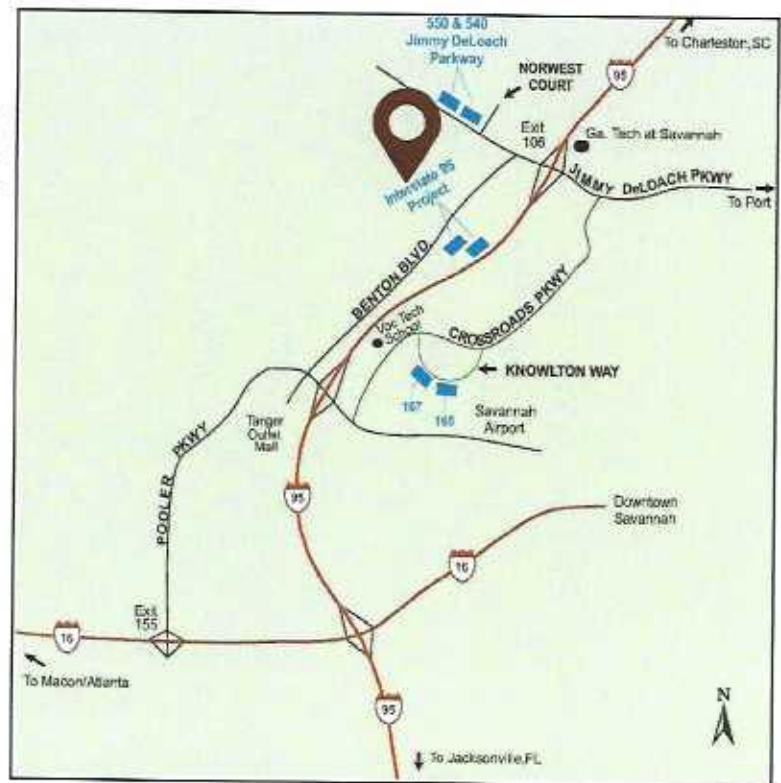 550 & 540
Jimmy DeLoach
Parkway
To Charleston, SC
NORWEST
COURT
95
Exit
106
Ga. Tech at Savannah
JIMMY DeLOACH PKWY
To Port
Interstate 95
Project
BENTON BLVD
Voc Tech
School
CROSSROADS PKWY
KNOWLTON WAY
167
165
Savannah
Airport
Tanger
Outlet
Mall
POOLER PKWY
95
Downtown
Savannah
16
Exit
155
16
To Macon/Atlanta
95
N
To Jacksonville, FL